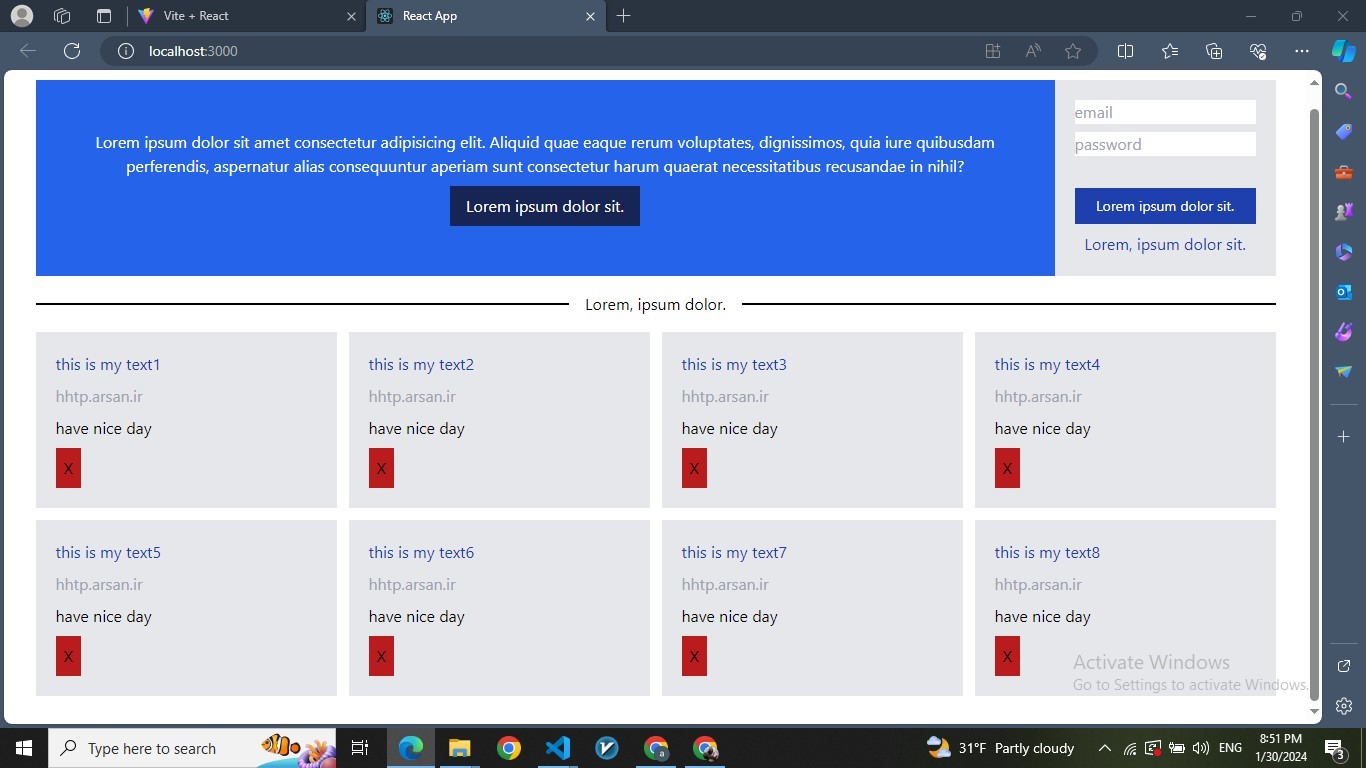 Vite + React
React App
localhost:3000
Lorem ipsum dolor sit amet consectetur adipisicing elit. Aliquid quae eaque rerum voluptates, dignissimos, quia iure quibusdam
perferendis, aspernatur alias consequuntur aperiam sunt consectetur harum quaerat necessitatibus recusandae in nihil?
Lorem ipsum dolor sit.
email
password
Lorem ipsum dolor sit.
Lorem, ipsum dolor sit.
Lorem, ipsum dolor.
this is my text1
hhtp.arsan.ir
have nice day
X
this is my text2
hhtp.arsan.ir
have nice day
X
this is my text3
hhtp.arsan.ir
have nice day
X
this is my text4
hhtp.arsan.ir
have nice day
X
this is my text5
hhtp.arsan.ir
have nice day
X
this is my text6
hhtp.arsan.ir
have nice day
X
this is my text7
hhtp.arsan.ir
have nice day
X
this is my text8
hhtp.arsan.ir
have nice day
X
Activate Windows
Go to Settings to activate Windows.
Type here to search
31°F Partly cloudy
ENG
8:51 PM
1/30/2024
3